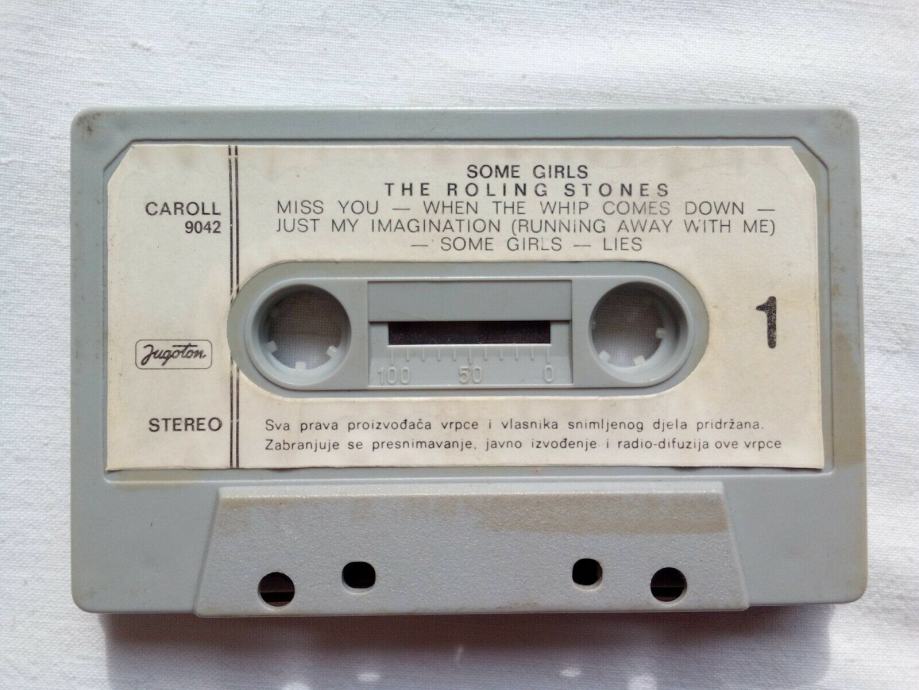 SOME GIRLS
THE ROLING STONES
MISS YOU — WHEN THE WHIP COMES DOWN —
JUST MY IMAGINATION (RUNNING AWAY WITH ME)
— SOME GIRLS — LIES
CAROLL
9042
1
Jugoton
100 50 0
STEREO
Sva prava proizvođača vrpce i vlasnika snimljenog djela pridržana.
Zabranjuje se presnimavanje, javno izvođenje i radio-difuzija ove vrpce